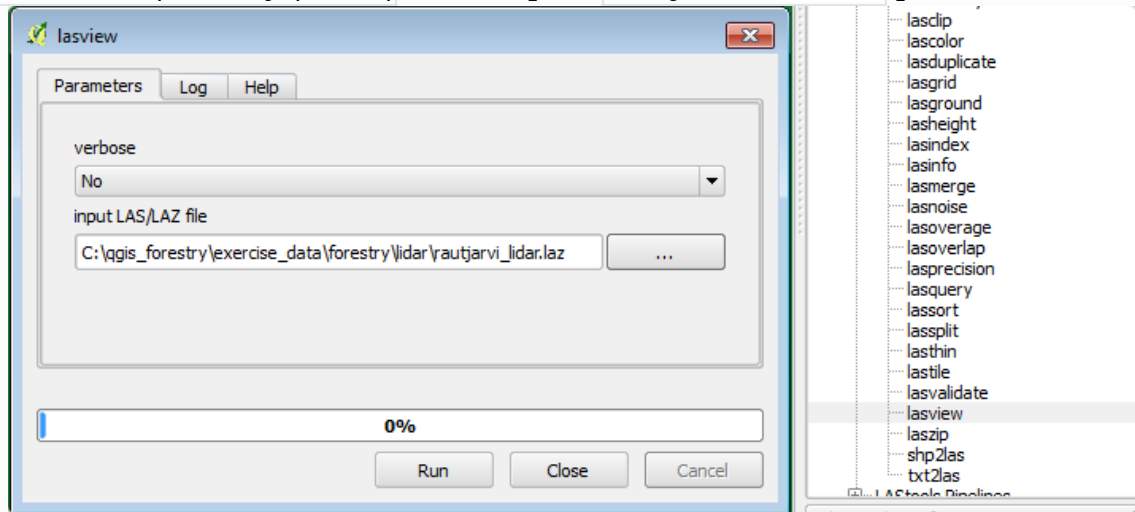 lasview
Parameters
Log
Help
verbose
No
input LAS/LAZ file
C:\qgis_forestry\exercise_data\forestry\lidar\rautjarvi_lidar.laz
...
0%
Run
Close
Cancel
lasclip
lascolor
lasduplicate
lasgrid
lasground
lasheight
lasindex
lasinfo
lasmerge
lasnoise
lasoverage
lasoverlap
lasprecision
lasquery
lassort
lassplit
lasthin
lastile
lasvalidate
lasview
laszip
shp2las
txt2las
LAStools Pipelines